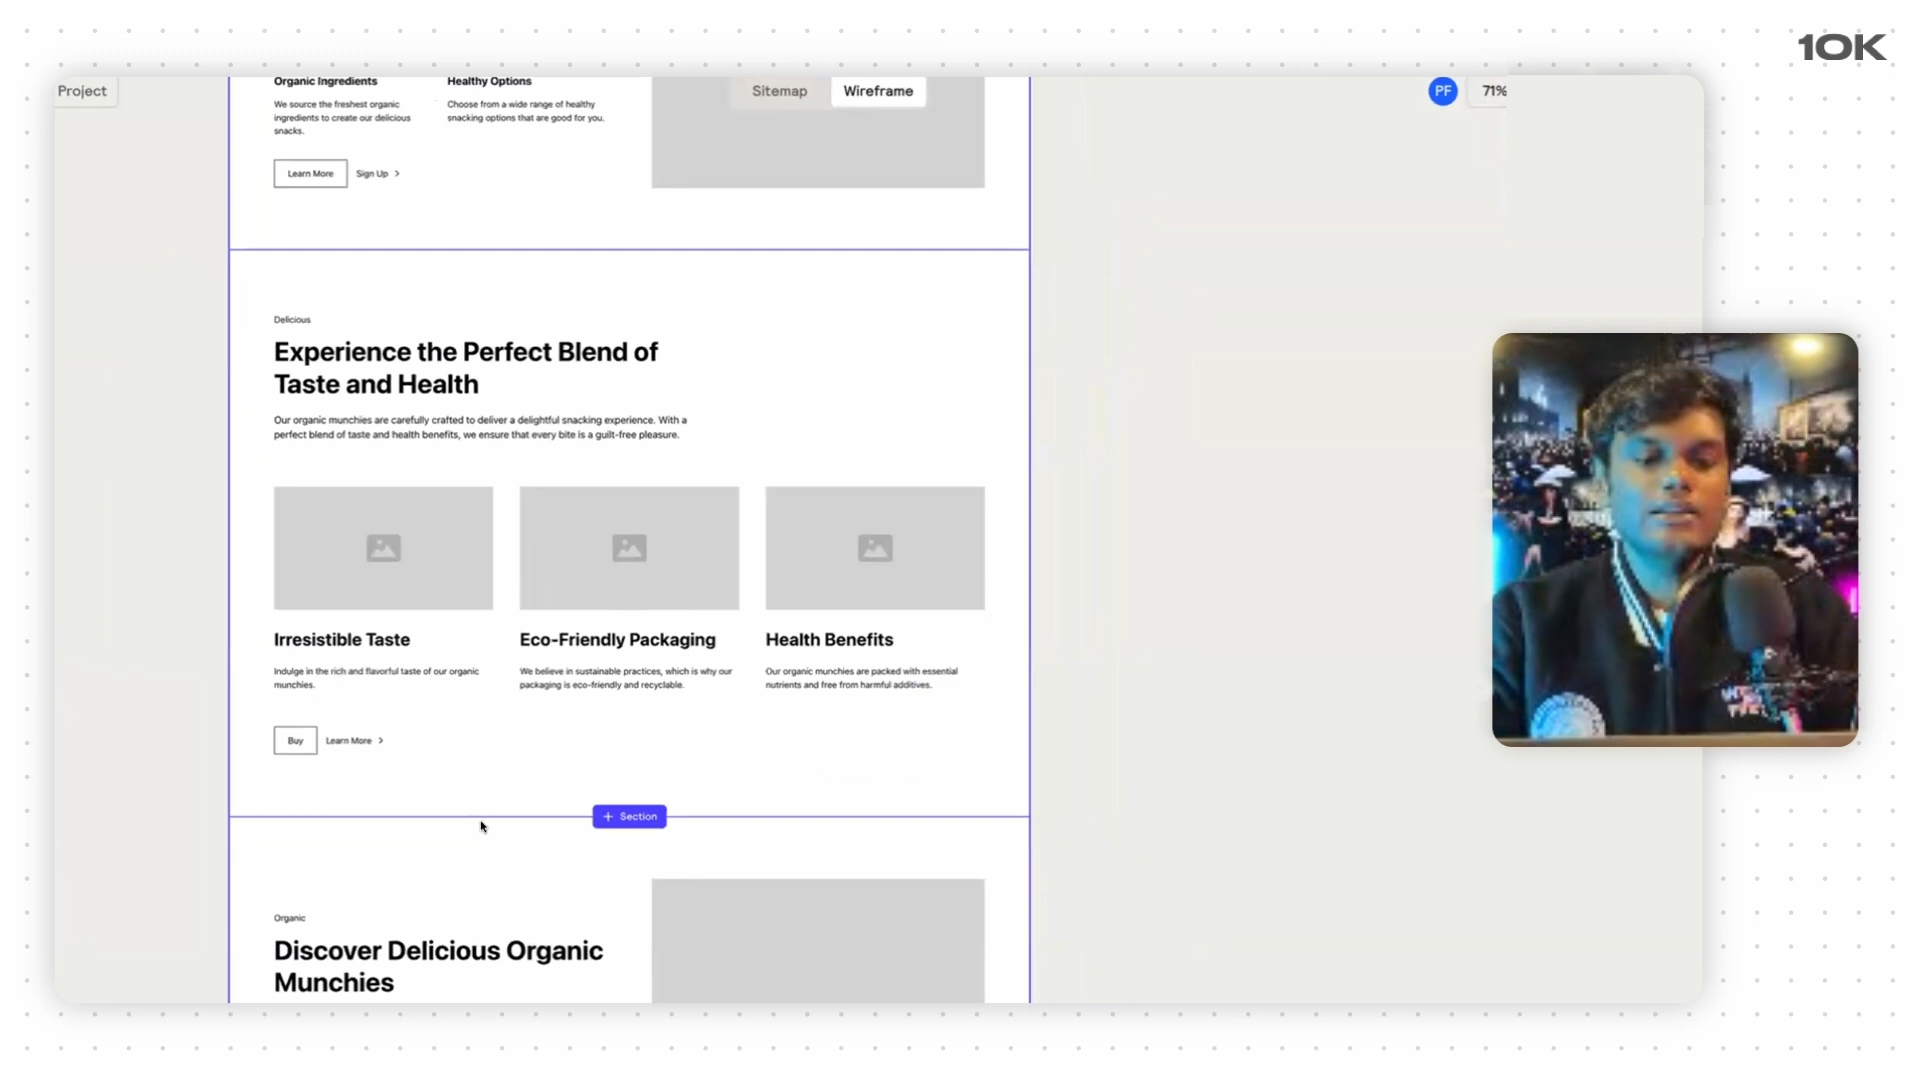 10K
Project
Sitemap
Wireframe
PF
71%
Organic Ingredients
We source the freshest organic
ingredients to create our delicious
snacks.
Healthy Options
Choose from a wide range of healthy
snacking options that are good for you.
Learn More
Sign Up >
Delicious
Experience the Perfect Blend of
Taste and Health
Our organic munchies are carefully crafted to deliver a delightful snacking experience. With a
perfect blend of taste and health benefits, we ensure that every bite is a guilt-free pleasure.
Irresistible Taste
Indulge in the rich and flavorful taste of our organic
munchies.
Eco-Friendly Packaging
We believe in sustainable practices, which is why our
packaging is eco-friendly and recyclable.
Health Benefits
Our organic munchies are packed with essential
nutrients and free from harmful additives.
Buy
Learn More >
+ Section
Organic
Discover Delicious Organic
Munchies